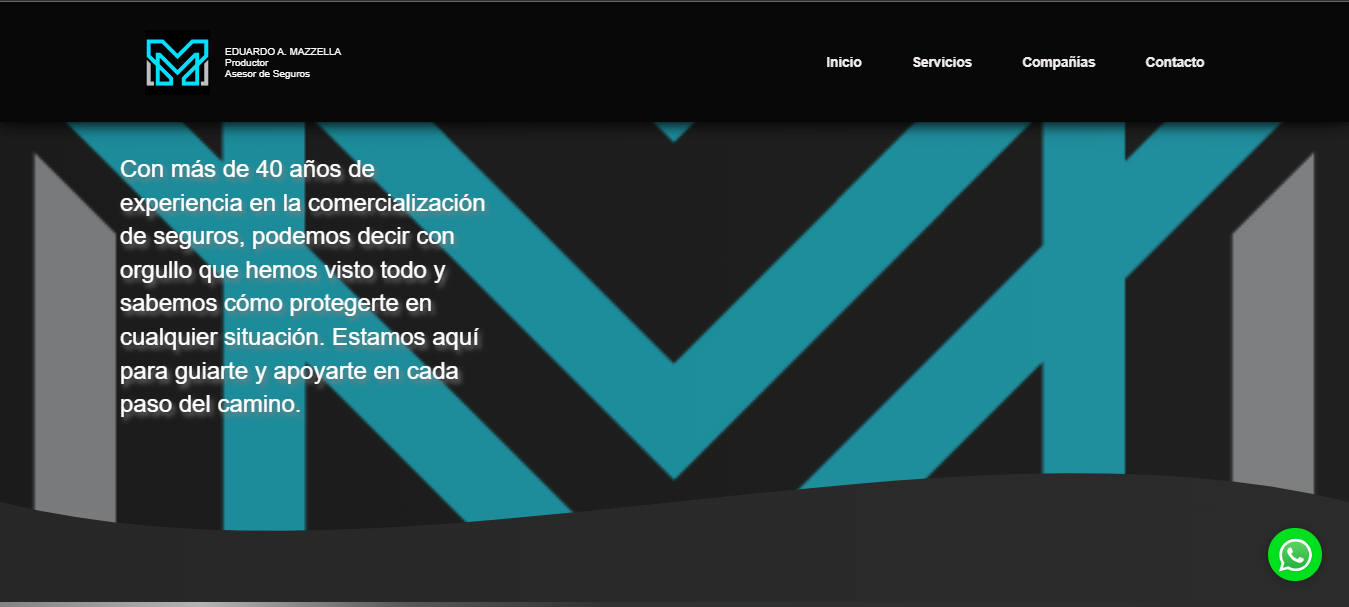 EDUARDO A. MAZZELLA
Productor
Asesor de Seguros
Inicio
Servicios
Compañías
Contacto
Con más de 40 años de
experiencia en la comercialización
de seguros, podemos decir con
orgullo que hemos visto todo y
sabemos cómo protegerte en
cualquier situación. Estamos aquí
para guiarte y apoyarte en cada
paso del camino.